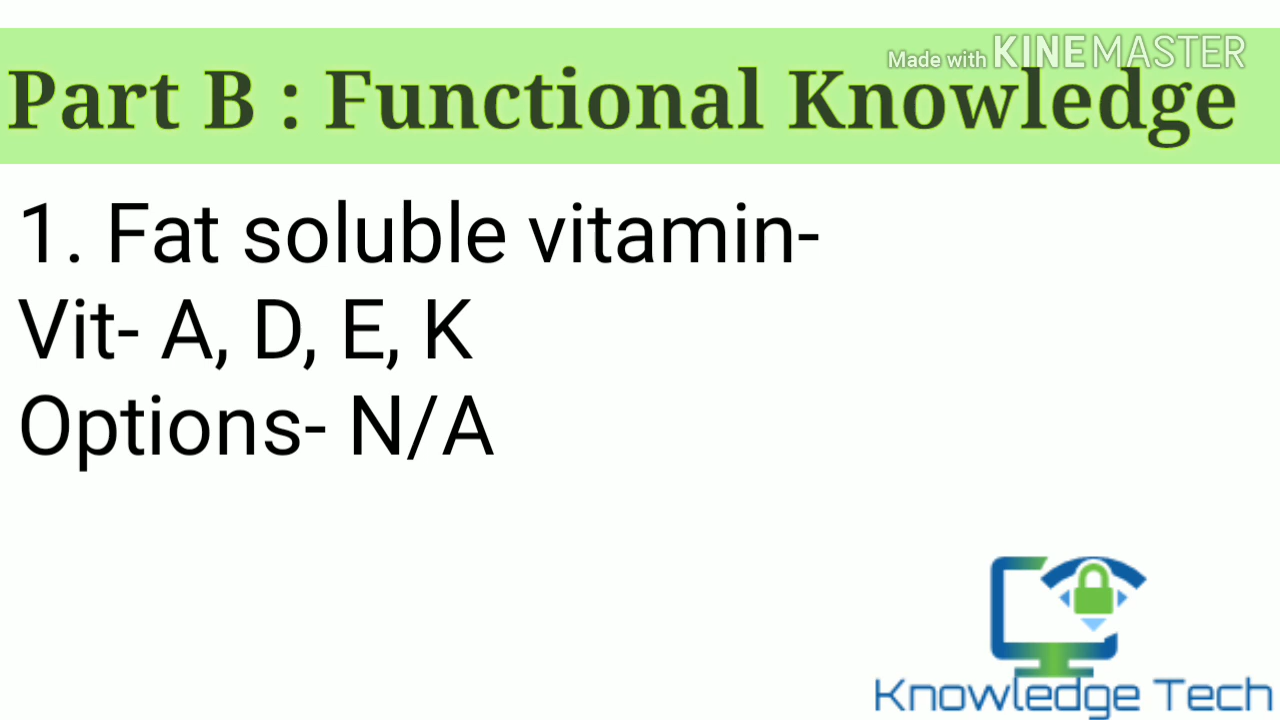 Made with KINEMASTER
Part B : Functional Knowledge
1. Fat soluble vitamin-
Vit- A, D, E, K
Options- N/A
Knowledge Tech